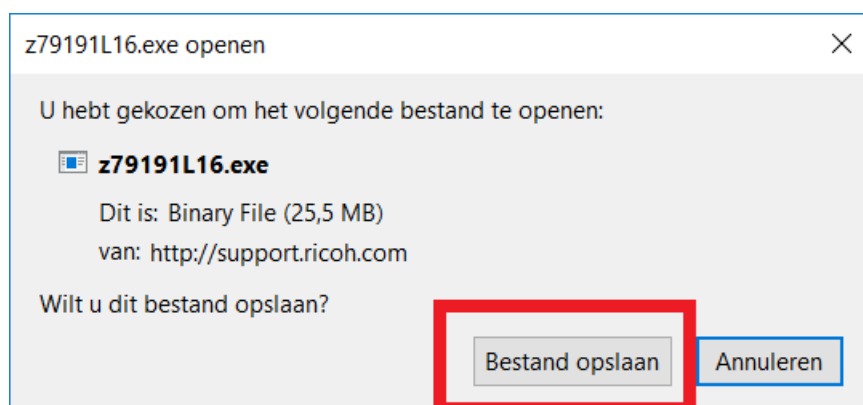 z79191L16.exe openen
U hebt gekozen om het volgende bestand te openen:
z79191L16.exe
Dit is: Binary File (25,5 MB)
van: http://support.ricoh.com
Wilt u dit bestand opslaan?
Bestand opslaan Annuleren